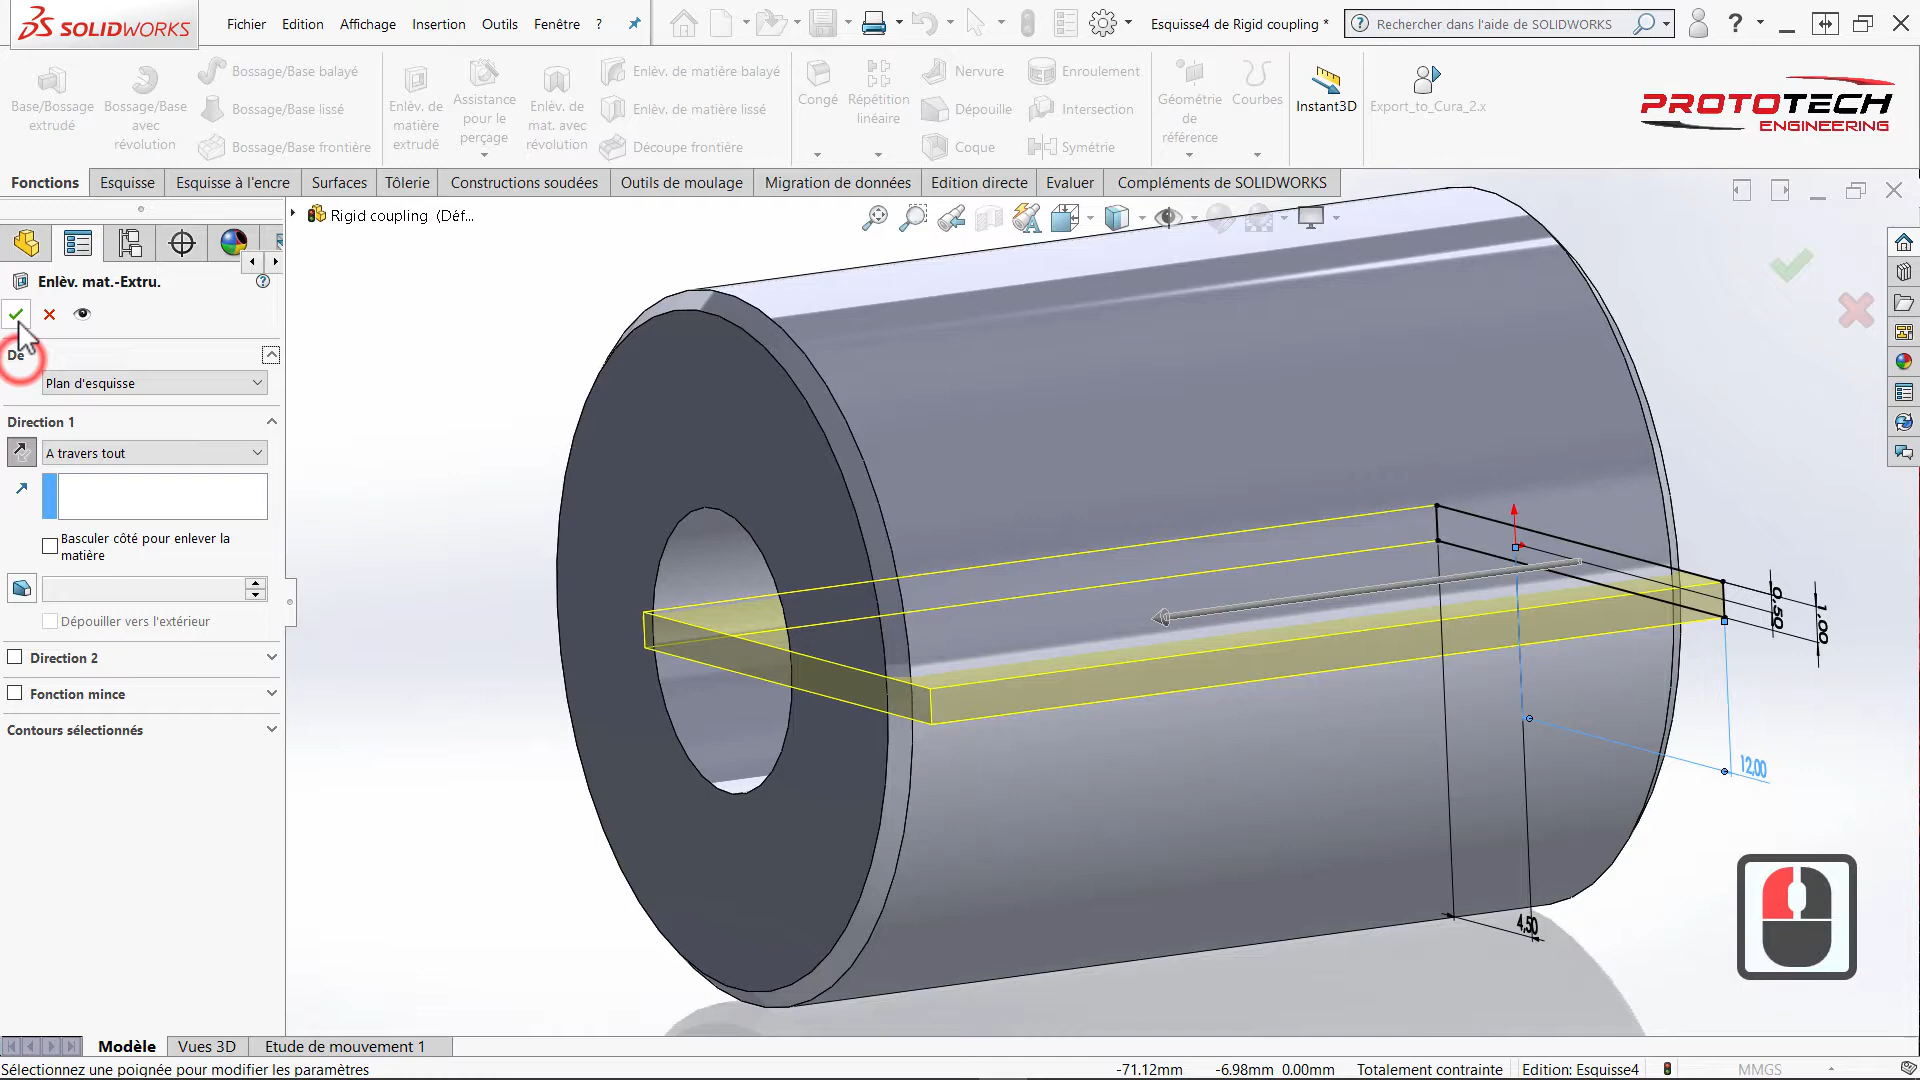 SOLIDWORKS
Fichier Edition Affichage Insertion Outils Fenêtre ?
Esquisse4 de Rigid coupling *
Rechercher dans l'aide de SOLIDWORKS
?
Base/Bossage extrudé
Bossage/Base avec révolution
Bossage/Base balayé
Bossage/Base lissé
Bossage/Base frontière
Enlèv. de matière extrudé
Assistance pour le perçage
Enlèv. de mat. avec révolution
Enlèv. de matière balayé
Enlèv. de matière lissé
Découpe frontière
Congé
Répétition linéaire
Nervure
Dépouille
Coque
Enroulement
Intersection
Symétrie
Géométrie de référence
Courbes
Instant3D
Export_to_Cura_2.x
PROTOTECH
ENGINEERING
Fonctions Esquisse Esquisse à l'encre Surfaces Tôlerie Constructions soudées Outils de moulage Migration de données Edition directe Evaluer Compléments de SOLIDWORKS
Rigid coupling (Déf...
Enlèv. mat.-Extru.
De
Plan d'esquisse
Direction 1
A travers tout
Basculer côté pour enlever la
matière
Dépouiller vers l'extérieur
Direction 2
Fonction mince
Contours sélectionnés
0,50
1,00
12,00
4,50
Modèle Vues 3D Etude de mouvement 1
Sélectionnez une poignée pour modifier les paramètres
-71.12mm -6.98mm 0.00mm Totalement contrainte Edition: Esquisse4 MMGS